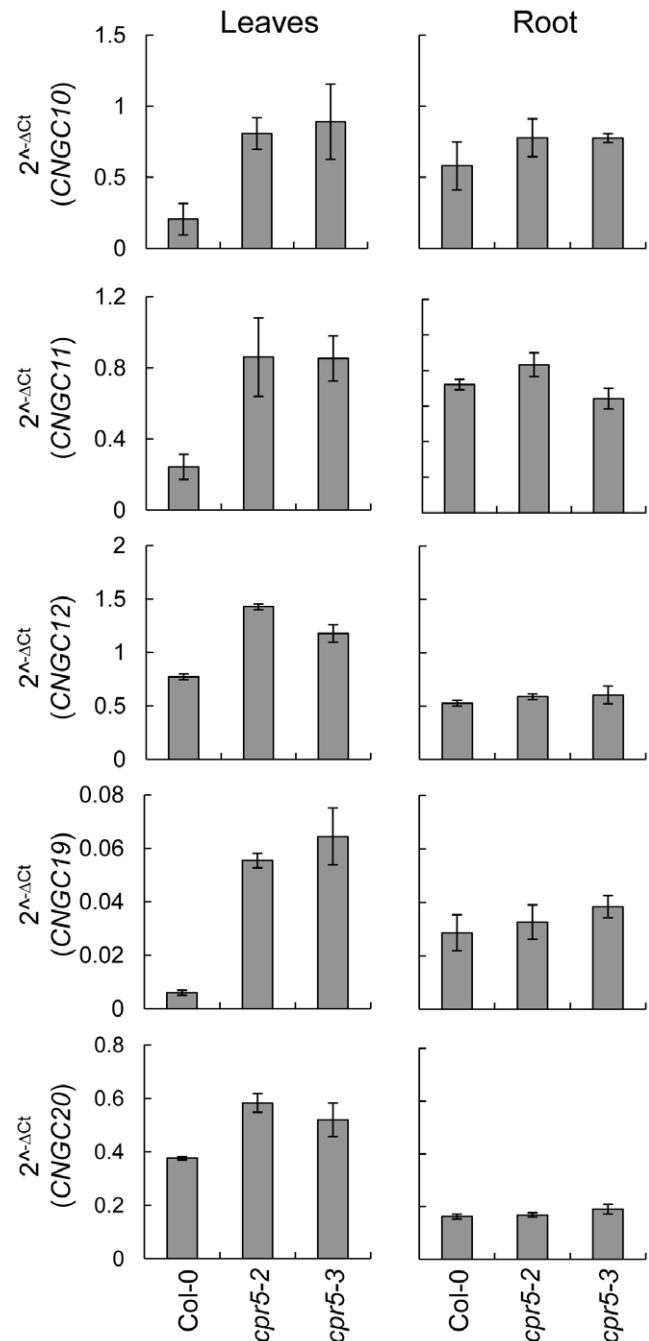 Leaves Root
2^-ΔCt
(CNGC10)
1
0.5
0
2^-ΔCt
(CNGC11)
1.2
0.8
0.4
0
2^-ΔCt
(CNGC12)
2
1.5
1
0.5
0
2^-ΔCt
(CNGC19)
0.08
0.06
0.04
0.02
0
2^-ΔCt
(CNGC20)
0.8
0.6
0.4
0.2
0
Col-0
cpr5-2
cpr5-3
Col-0
cpr5-2
cpr5-3